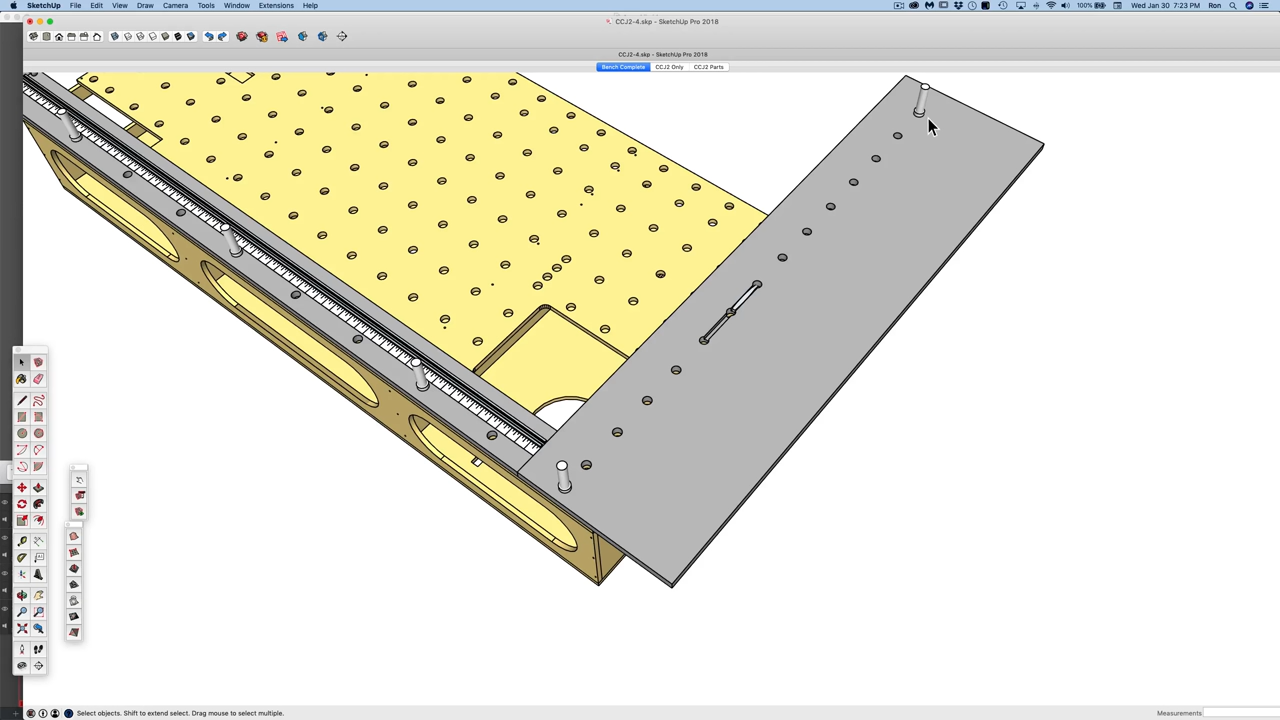 SketchUp File Edit View Draw Camera Tools Window Extensions Help
100% Wed Jan 30 7:23 PM Ron
CCJ2-4.skp - SketchUp Pro 2018
CCJ2-4.skp - SketchUp Pro 2018
Bench Complete CCJ2 Only CCJ2 Parts
Select objects. Shift to extend select. Drag mouse to select multiple.
Measurements